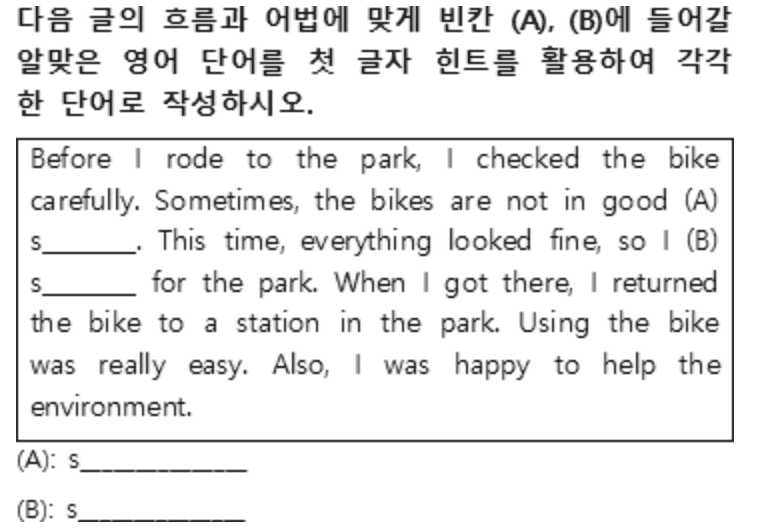 다음 글의 흐름과 어법에 맞게 빈칸 (A), (B)에 들어갈
알맞은 영어 단어를 첫 글자 힌트를 활용하여 각각
한 단어로 작성하시오.
Before I rode to the park, I checked the bike
carefully. Sometimes, the bikes are not in good (A)
s_______. This time, everything looked fine, so I (B)
s_______ for the park. When I got there, I returned
the bike to a station in the park. Using the bike
was really easy. Also, I was happy to help the
environment.
(A): s_____________
(B): s_____________